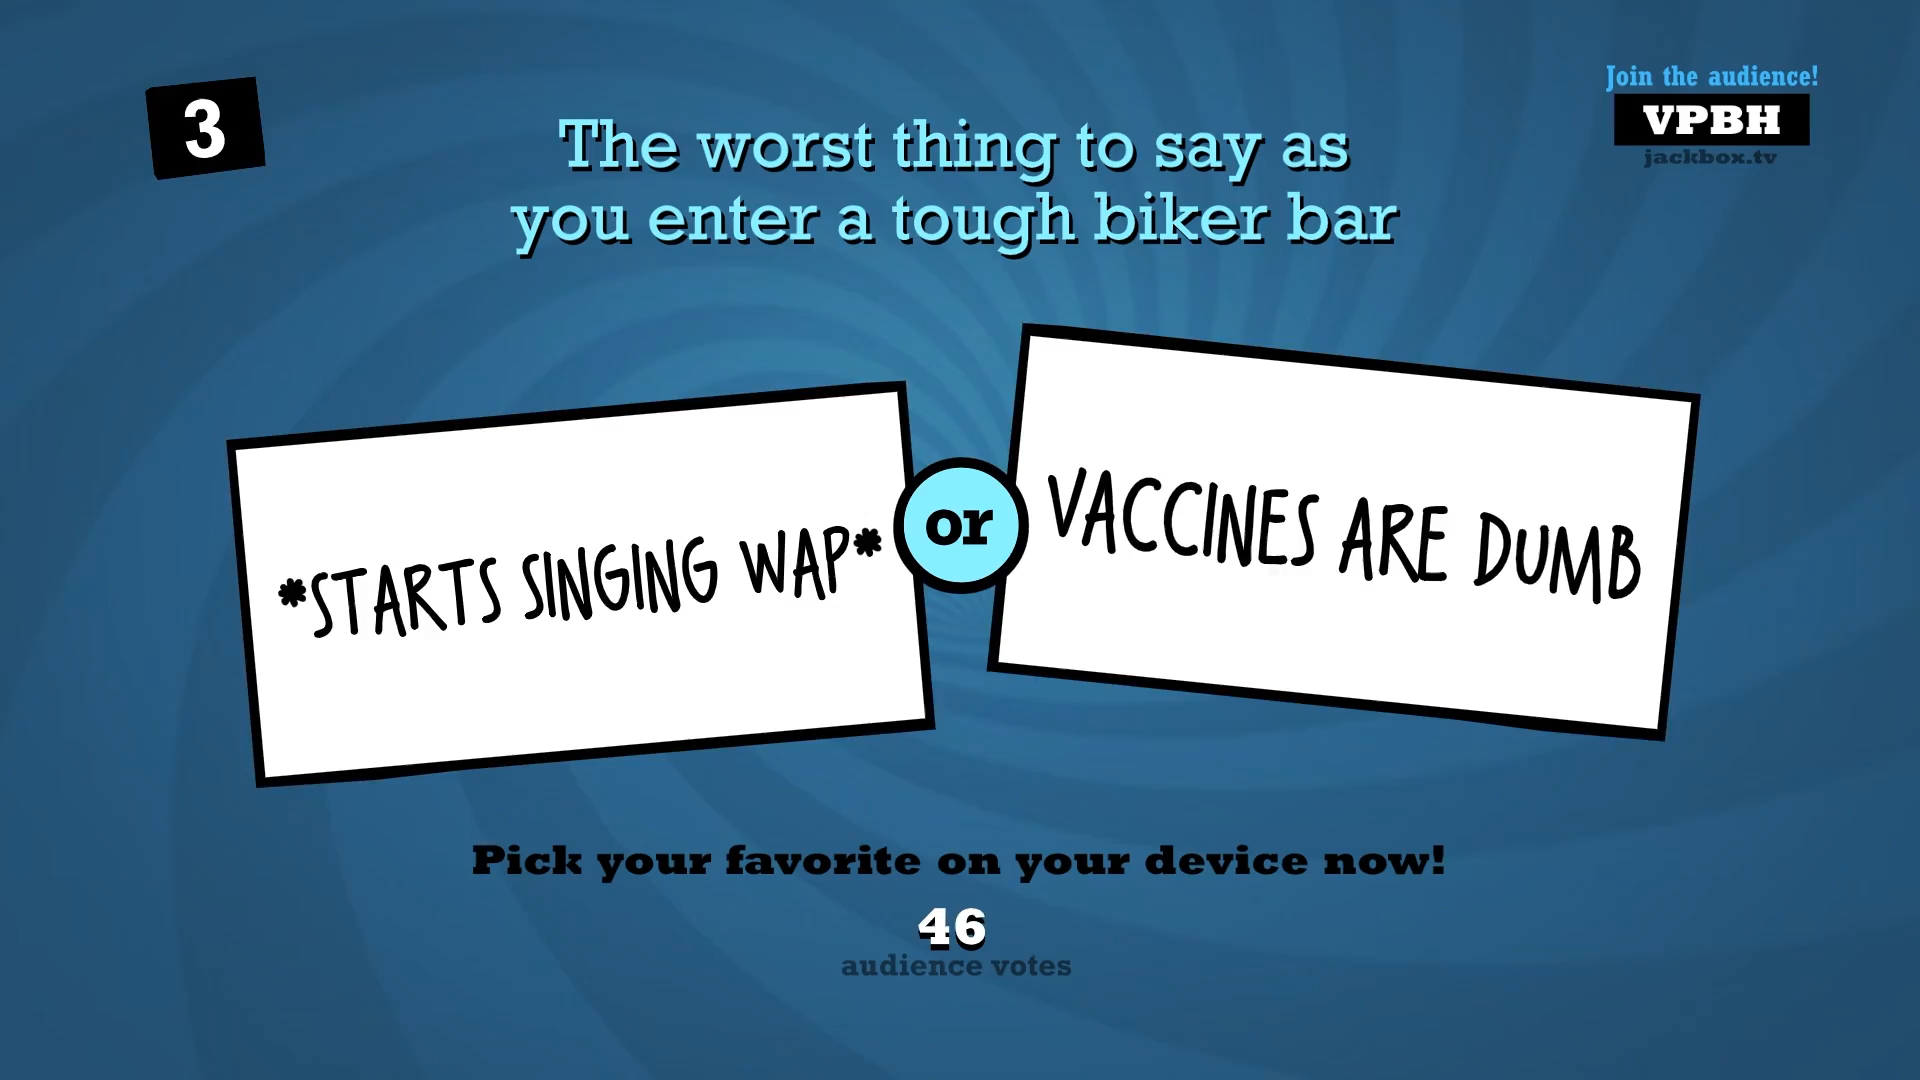 3
Join the audience!
VPBH
jackbox.tv
The worst thing to say as
you enter a tough biker bar
*STARTS SINGING WAP*
or
VACCINES ARE DUMB
Pick your favorite on your device now!
46
audience votes